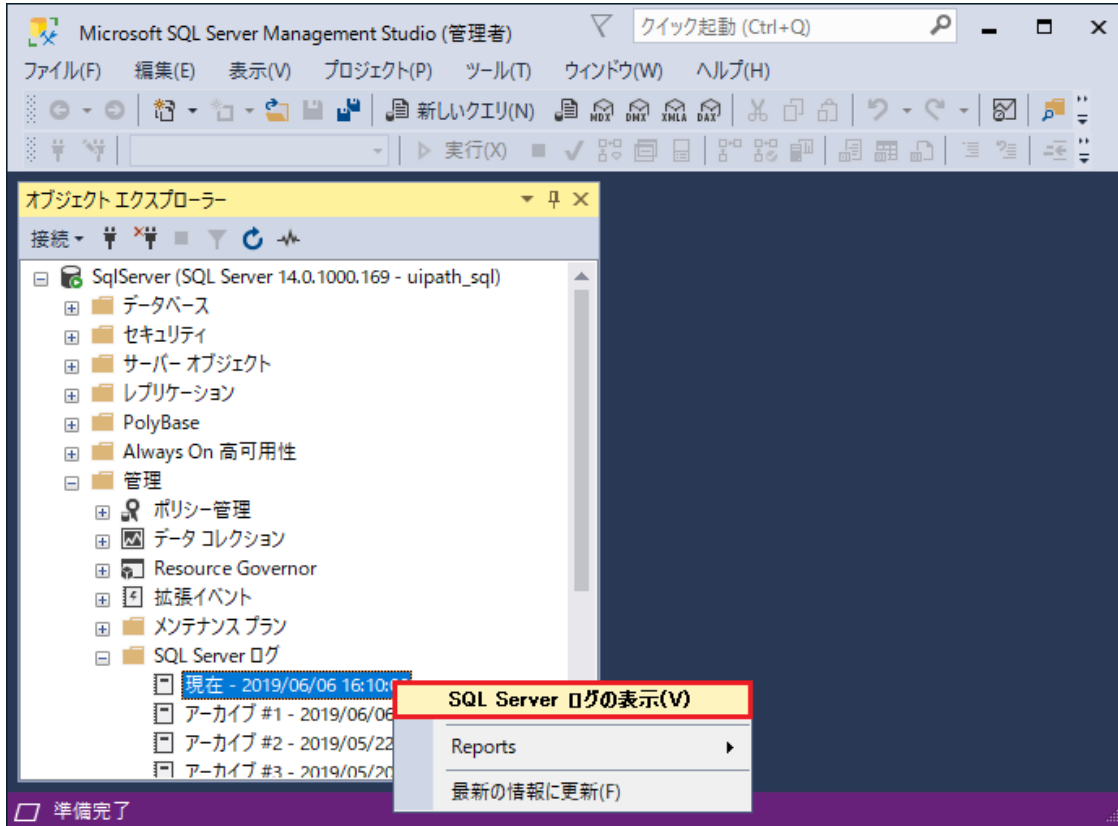 Microsoft SQL Server Management Studio (管理者) クイック起動 (Ctrl+Q)
ファイル(F) 編集(E) 表示(V) プロジェクト(P) ツール(T) ウィンドウ(W) ヘルプ(H)
新しいクエリ(N) MDX DMX XMLA DAX
実行(X)
オブジェクト エクスプローラー
接続
SqlServer (SQL Server 14.0.1000.169 - uipath_sql)
データベース
セキュリティ
サーバー オブジェクト
レプリケーション
PolyBase
Always On 高可用性
管理
ポリシー管理
データ コレクション
Resource Governor
拡張イベント
メンテナンス プラン
SQL Server ログ
現在 - 2019/06/06 16:10:
アーカイブ #1 - 2019/06/06
アーカイブ #2 - 2019/05/22
アーカイブ #3 - 2019/05/20
SQL Server ログの表示(V)
Reports
最新の情報に更新(F)
準備完了